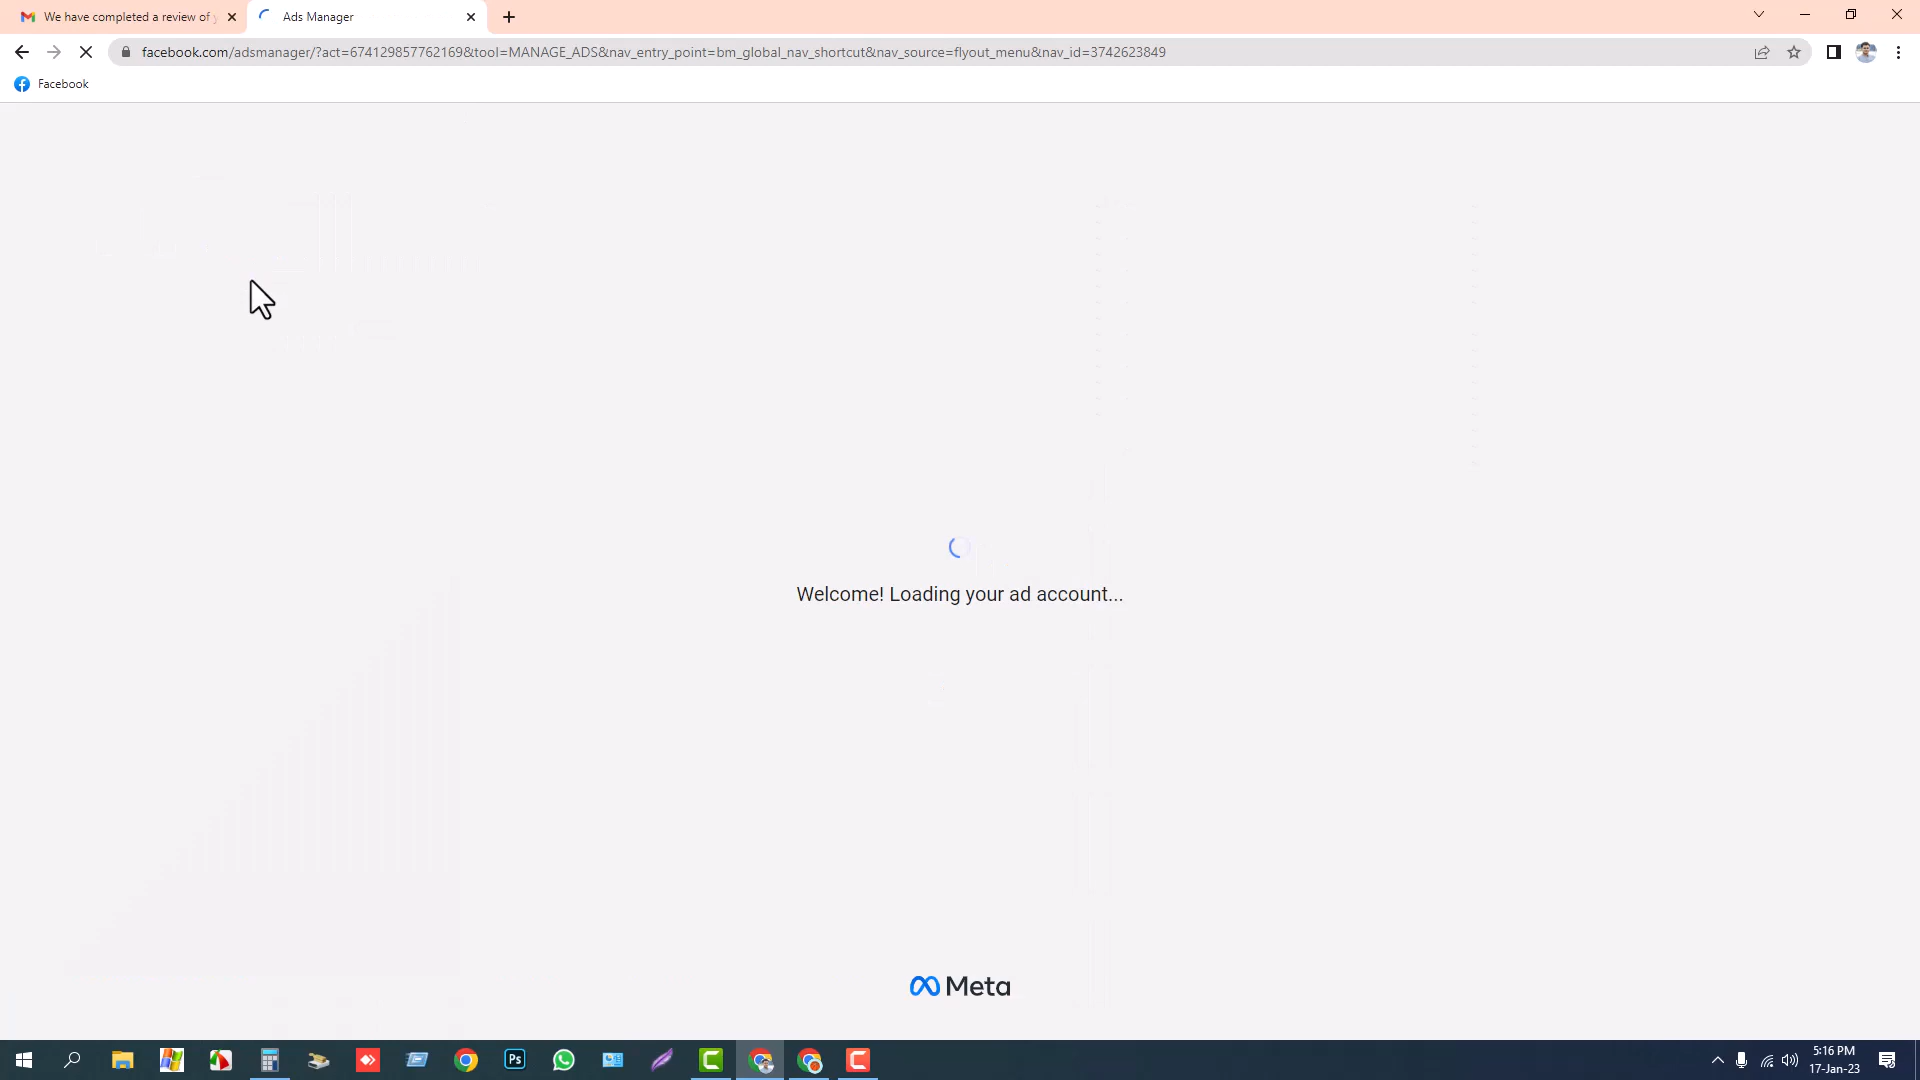 We have completed a review of y
Ads Manager
facebook.com/adsmanager/?act=674129857762169&tool=MANAGE_ADS&nav_entry_point=bm_global_nav_shortcut&nav_source=flyout_menu&nav_id=3742623849
Facebook
Welcome! Loading your ad account...
Meta
Ps
5:16 PM
17-Jan-23